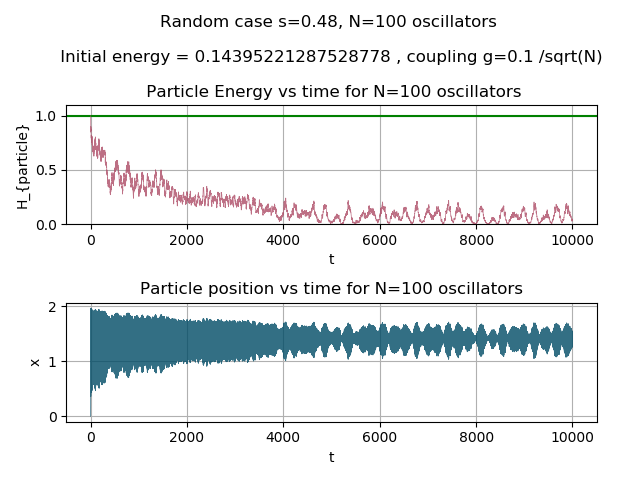 Random case s=0.48, N=100 oscillators
Initial energy = 0.14395221287528778 , coupling g=0.1 /sqrt(N)
Particle Energy vs time for N=100 oscillators
1.0
0.5
0.0
H_{particle}
0 2000 4000 6000 8000 10000
t
Particle position vs time for N=100 oscillators
2
1
0
x
0 2000 4000 6000 8000 10000
t